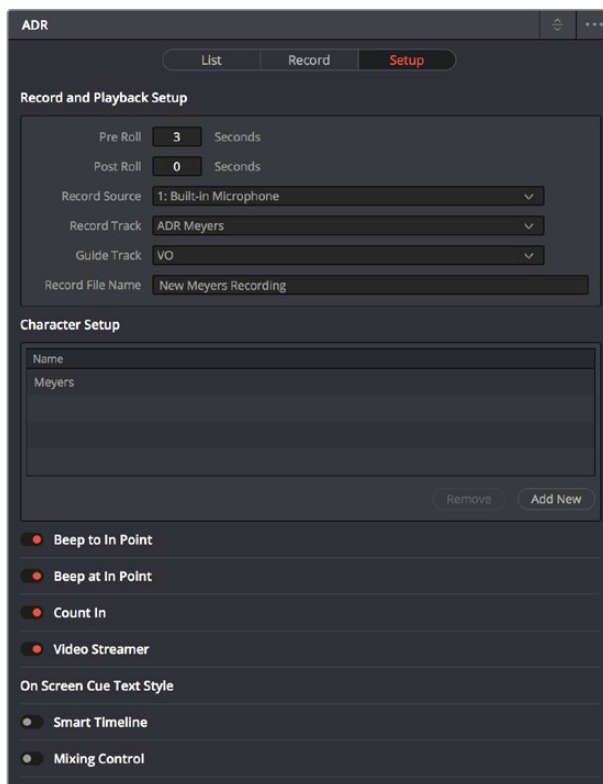 ADR
List Record Setup
Record and Playback Setup
Pre Roll 3 Seconds
Post Roll 0 Seconds
Record Source 1: Built-in Microphone
Record Track ADR Meyers
Guide Track VO
Record File Name New Meyers Recording
Character Setup
Name
Meyers
Remove Add New
Beep to In Point
Beep at In Point
Count In
Video Streamer
On Screen Cue Text Style
Smart Timeline
Mixing Control